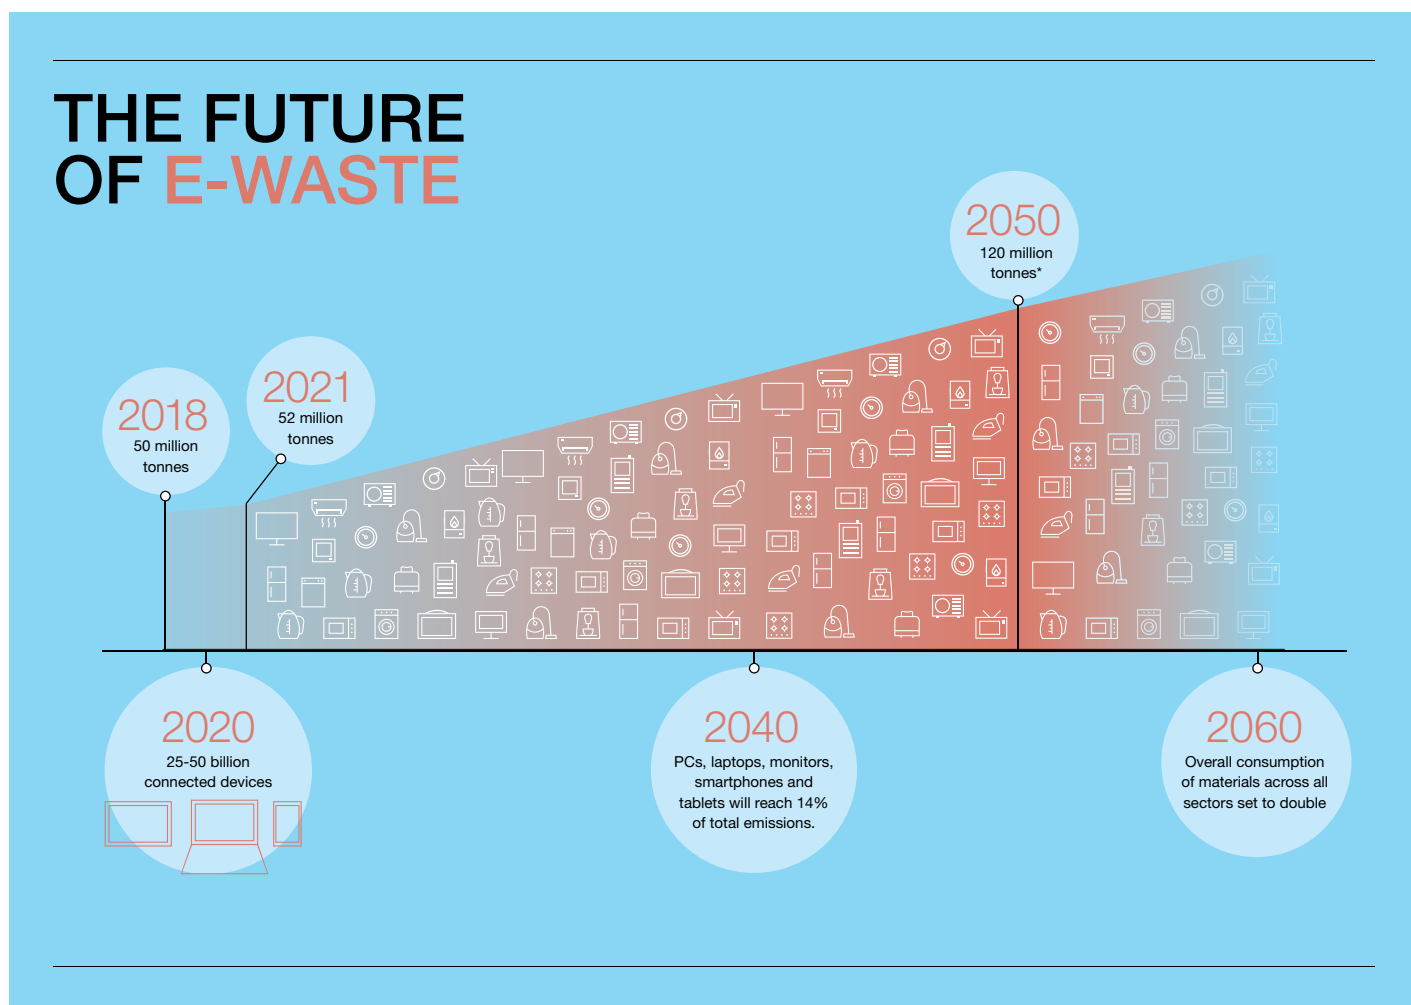 THE FUTURE
OF E-WASTE
2018
50 million
tonnes
2021
52 million
tonnes
2050
120 million
tonnes*
2020
25-50 billion
connected devices
2040
PCs, laptops, monitors,
smartphones and
tablets will reach 14%
of total emissions.
2060
Overall consumption
of materials across all
sectors set to double